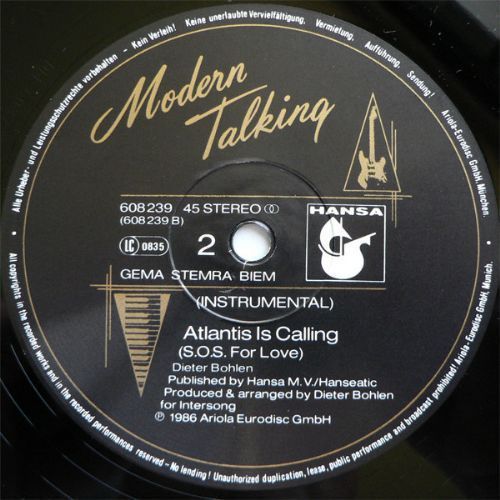 Alle Urheber- und Leistungsschutzrechte vorbehalten - Kein Verleih! - Keine unerlaubte Vervielfältigung, Vermietung, Aufführung, Sendung! Ariola-Eurodisc GmbH, München.
Modern
Talking
608 239 45 STEREO
(608 239 B)
HANSA
LC 0835
2
GEMA STEMRA BIEM
(INSTRUMENTAL)
Atlantis Is Calling
(S.O.S. For Love)
Dieter Bohlen
Published by Hansa M.V./Hanseatic
Produced & arranged by Dieter Bohlen
for Intersong
℗ 1986 Ariola Eurodisc GmbH
All copyrights in the recorded works and in the recorded performances reserved - No lending! Unauthorized duplication, lease, public performance and broadcast prohibited! Ariola-Eurodisc GmbH, Munich.